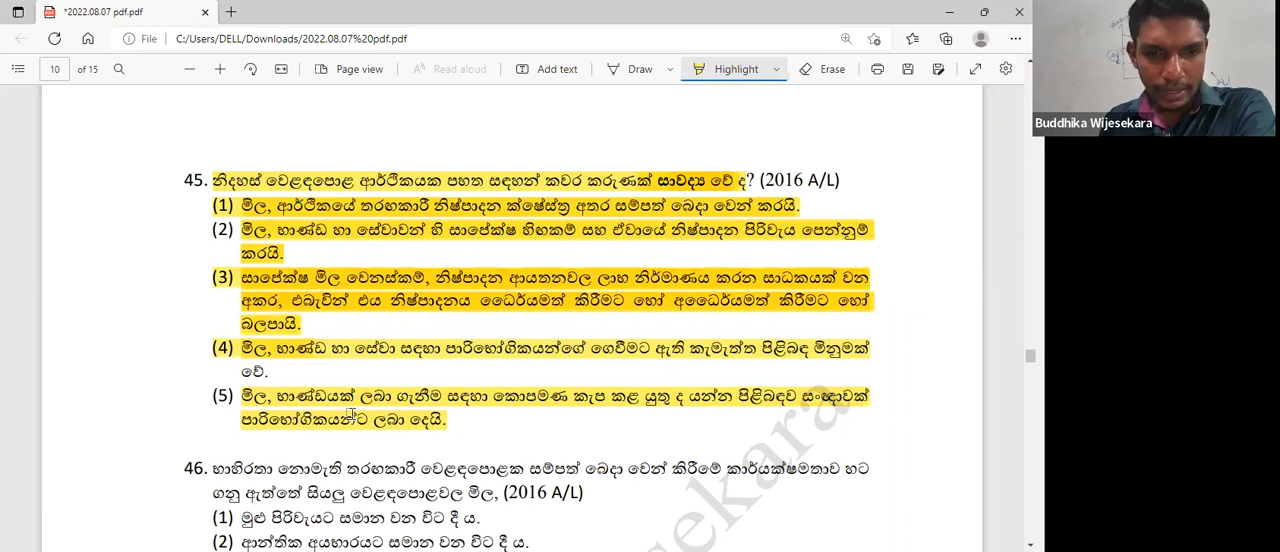 *2022.08.07 pdf.pdf
File C:/Users/DELL/Downloads/2022.08.07%20pdf.pdf
10 of 15 Page view Read aloud Add text Draw Highlight Erase
Buddhika Wijesekara
45. නිදහස් වෙළඳපොළ ආර්ථිකයක පහත සඳහන් කවර කරුණක් සාවද්‍ය වේ ද? (2016 A/L)
(1) මිල, ආර්ථිකයේ තරඟකාරී නිෂ්පාදන ක්ෂේස්ත්‍ර අතර සම්පත් බෙදා වෙන් කරයි.
(2) මිල, භාණ්ඩ හා සේවාවන් හි සාපේක්ෂ හිඟකම් සහ ඒවායේ නිෂ්පාදන පිරිවැය පෙන්නුම්
කරයි.
(3) සාපේක්ෂ මිල වෙනස්කම්, නිෂ්පාදන ආයතනවල ලාභ නිර්මාණය කරන සාධකයක් වන
අතර, එබැවින් එය නිෂ්පාදනය ධෛර්යමත් කිරීමට හෝ අධෛර්යමත් කිරීමට හෝ
බලපායි.
(4) මිල, භාණ්ඩ හා සේවා සඳහා පාරිභෝගිකයන්ගේ ගෙවීමට ඇති කැමැත්ත පිළිබඳ මිනුමක්
වේ.
(5) මිල, භාණ්ඩයක් ලබා ගැනීම සඳහා කොපමණ කැප කළ යුතු ද යන්න පිළිබඳව සංඥාවක්
පාරිභෝගිකයන්ට ලබා දෙයි.
46. භාහිරතා නොමැති තරඟකාරී වෙළඳපොළක සම්පත් බෙදා වෙන් කිරීමේ කාර්යක්ෂමතාව හට
ගනු ඇත්තේ සියලු වෙළඳපොළවල මිල, (2016 A/L)
(1) මුළු පිරිවැයට සමාන වන විට දී ය.
(2) ආන්තික අයභාරයට සමාන වන විට දී ය.
sekara